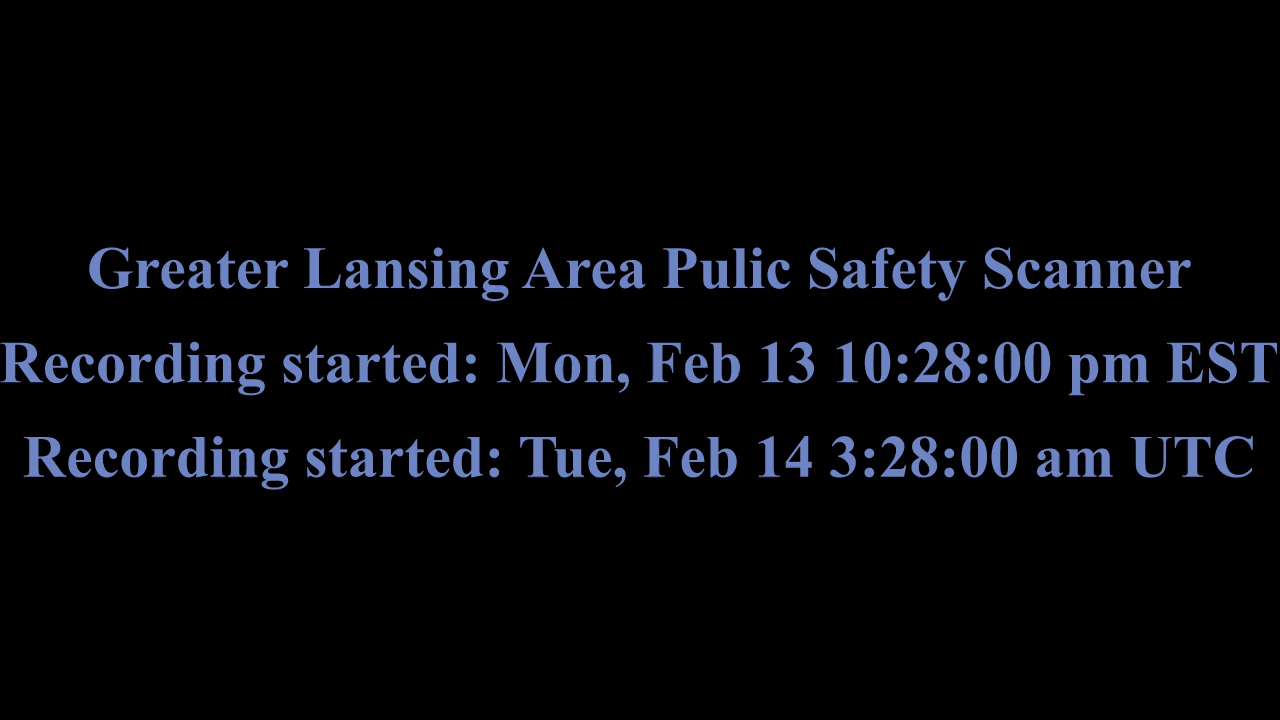 Greater Lansing Area Pulic Safety Scanner
Recording started: Mon, Feb 13 10:28:00 pm EST
Recording started: Tue, Feb 14 3:28:00 am UTC